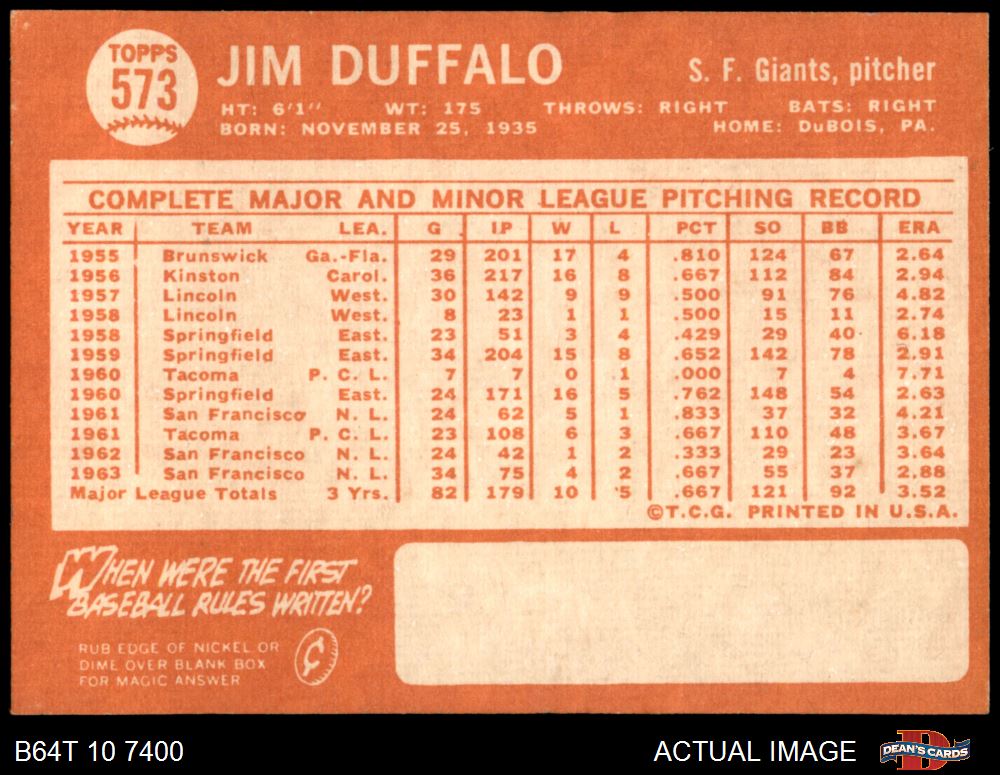 TOPPS
573
JIM DUFFALO
S. F. Giants, pitcher
HT: 6'1" WT: 175 THROWS: RIGHT BATS: RIGHT
BORN: NOVEMBER 25, 1935 HOME: DuBOIS, PA.
COMPLETE MAJOR AND MINOR LEAGUE PITCHING RECORD
YEAR TEAM LEA. G I.P W L PCT SO BB ERA
1955 Brunswick Ga.-Fla. 29 201 17 4 .810 124 67 2.64
1956 Kinston Carol. 36 217 16 8 .667 112 84 2.94
1957 Lincoln West. 30 142 9 9 .500 91 76 4.82
1958 Lincoln West. 8 23 1 1 .500 15 11 2.74
1958 Springfield East. 23 51 3 4 .429 29 40 6.18
1959 Springfield East. 34 204 15 8 .652 142 78 2.91
1960 Tacoma P. C. L. 7 7 0 1 .000 7 4 7.71
1960 Springfield East. 24 171 16 5 .762 148 54 2.63
1961 San Francisco N. L. 24 62 5 1 .833 37 32 4.21
1961 Tacoma P. C. L. 23 108 6 3 .667 110 48 3.67
1962 San Francisco N. L. 24 42 1 2 .333 29 23 3.64
1963 San Francisco N. L. 34 75 4 2 .667 55 37 2.88
Major League Totals 3 Yrs. 82 179 10 5 .667 121 92 3.52
©T.C.G. PRINTED IN U.S.A.
WHEN WERE THE FIRST
BASEBALL RULES WRITTEN?
RUB EDGE OF NICKEL OR
DIME OVER BLANK BOX
FOR MAGIC ANSWER
¢
B64T 10 7400
ACTUAL IMAGE
D
DEAN'S CARDS